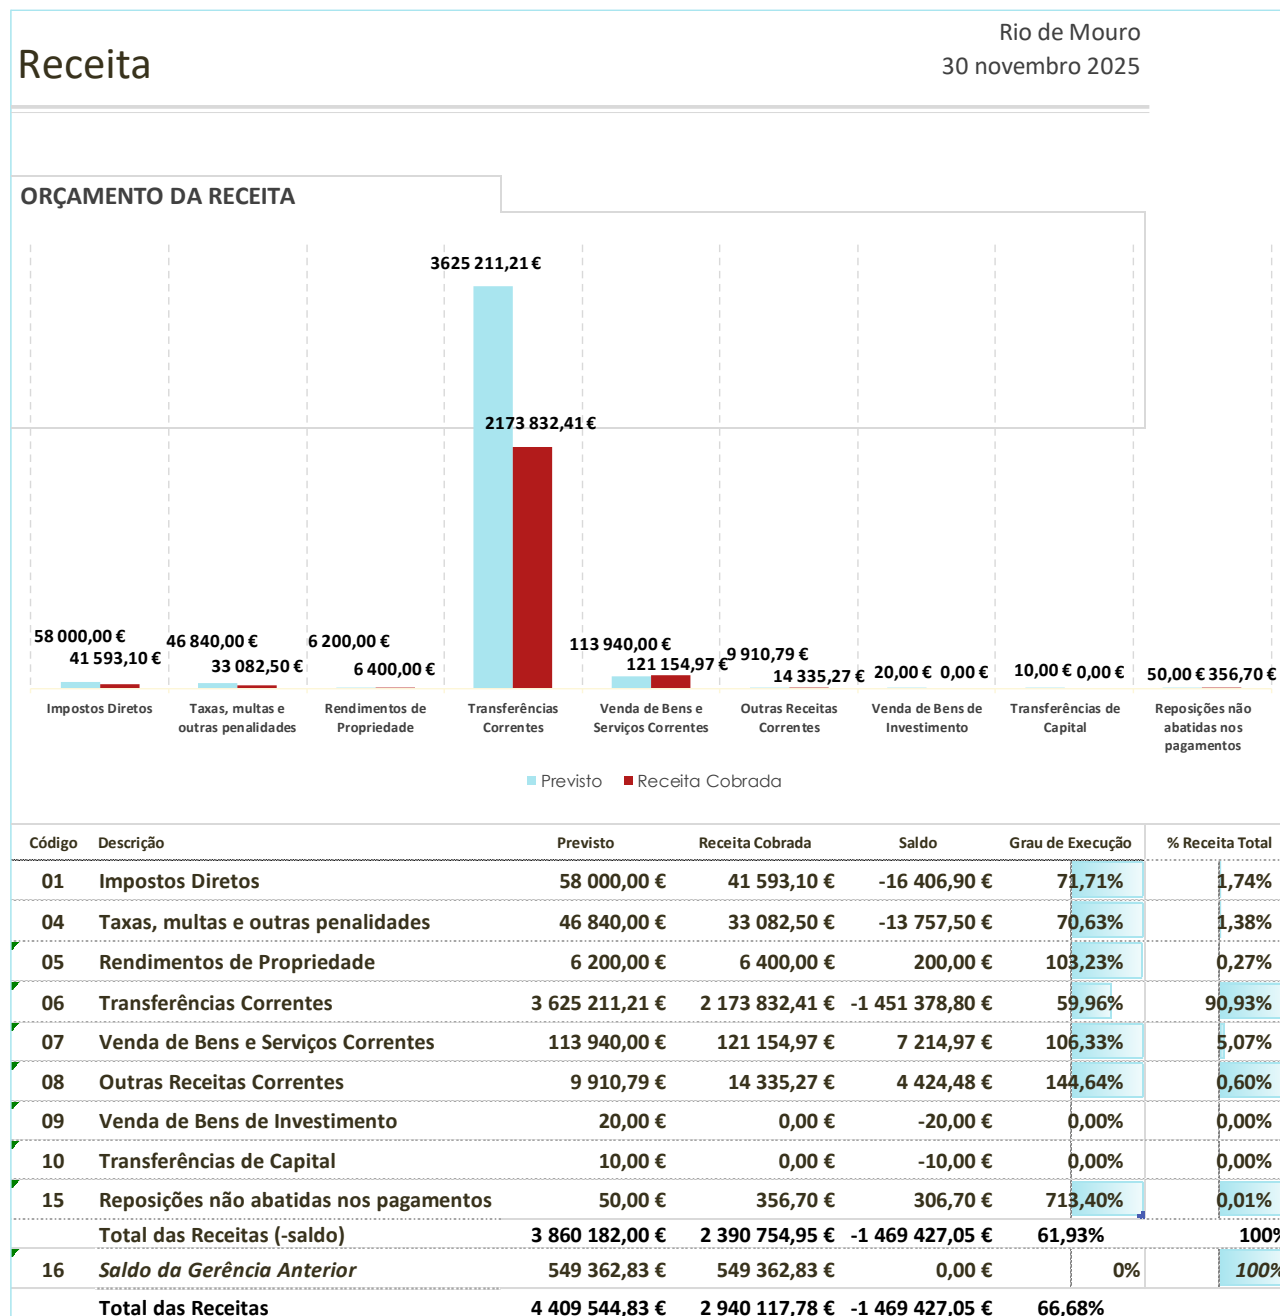 Rio de Mouro
Receita
30 novembro 2025
ORÇAMENTO DA RECEITA
3625 211,21 €
2173 832,41 €
58 000,00 €
41 593,10 €
46 840,00 €
33 082,50 €
6 200,00 €
6 400,00 €
113 940,00 €
121 154,97 €
9 910,79 €
14 335,27 €
20,00 € 0,00 €
10,00 € 0,00 €
50,00 € 356,70 €
Impostos Diretos
Taxas, multas e
outras penalidades
Rendimentos de
Propriedade
Transferências
Correntes
Venda de Bens e
Serviços Correntes
Outras Receitas
Correntes
Venda de Bens de
Investimento
Transferências de
Capital
Reposições não
abatidas nos
pagamentos
Previsto Receita Cobrada
Código Descrição Previsto Receita Cobrada Saldo Grau de Execução % Receita Total
01 Impostos Diretos 58 000,00 € 41 593,10 € -16 406,90 € 71,71% 1,74%
04 Taxas, multas e outras penalidades 46 840,00 € 33 082,50 € -13 757,50 € 70,63% 1,38%
05 Rendimentos de Propriedade 6 200,00 € 6 400,00 € 200,00 € 103,23% 0,27%
06 Transferências Correntes 3 625 211,21 € 2 173 832,41 € -1 451 378,80 € 59,96% 90,93%
07 Venda de Bens e Serviços Correntes 113 940,00 € 121 154,97 € 7 214,97 € 106,33% 5,07%
08 Outras Receitas Correntes 9 910,79 € 14 335,27 € 4 424,48 € 144,64% 0,60%
09 Venda de Bens de Investimento 20,00 € 0,00 € -20,00 € 0,00% 0,00%
10 Transferências de Capital 10,00 € 0,00 € -10,00 € 0,00% 0,00%
15 Reposições não abatidas nos pagamentos 50,00 € 356,70 € 306,70 € 713,40% 0,01%
Total das Receitas (-saldo) 3 860 182,00 € 2 390 754,95 € -1 469 427,05 € 61,93% 100%
16 Saldo da Gerência Anterior 549 362,83 € 549 362,83 € 0,00 € 0% 100%
Total das Receitas 4 409 544,83 € 2 940 117,78 € -1 469 427,05 € 66,68%